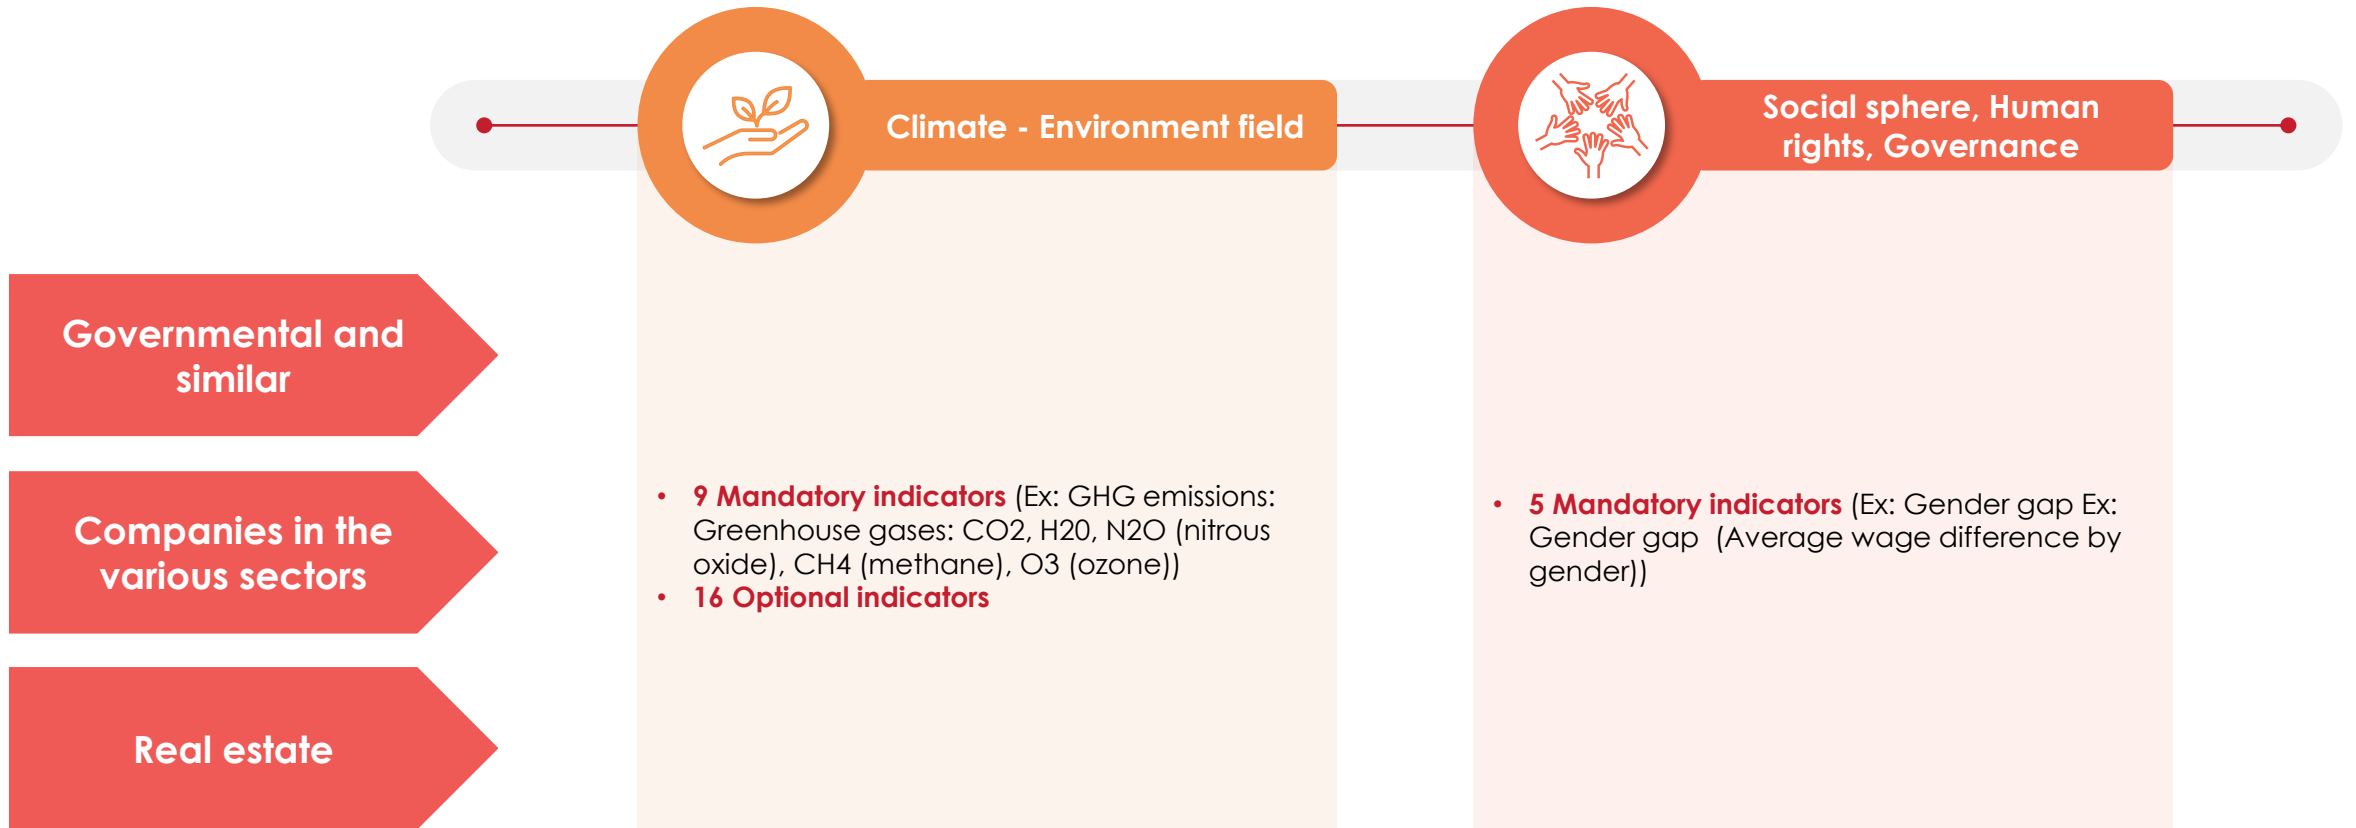 Climate - Environment field
Social sphere, Human
rights, Governance
Governmental and
similar
Companies in the
various sectors
• 9 Mandatory indicators (Ex: GHG emissions:
Greenhouse gases: CO2, H20, N2O (nitrous
oxide), CH4 (methane), O3 (ozone))
• 16 Optional indicators
• 5 Mandatory indicators (Ex: Gender gap Ex:
Gender gap (Average wage difference by
gender))
Real estate